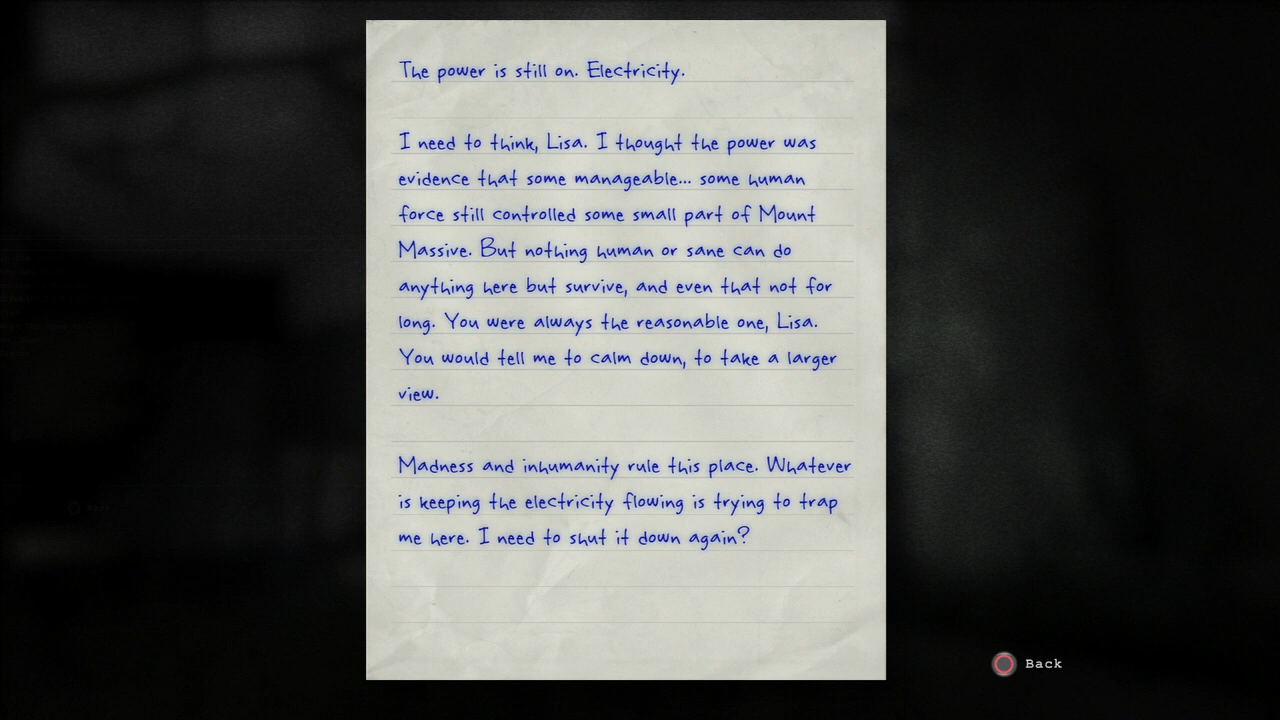 The power is still on. Electricity.
I need to think, Lisa. I thought the power was
evidence that some manageable... some human
force still controlled some small part of Mount
Massive. But nothing human or sane can do
anything here but survive, and even that not for
long. You were always the reasonable one, Lisa.
You would tell me to calm down, to take a larger
view.
Madness and inhumanity rule this place. Whatever
is keeping the electricity flowing is trying to trap
me here. I need to shut it down again?
Back